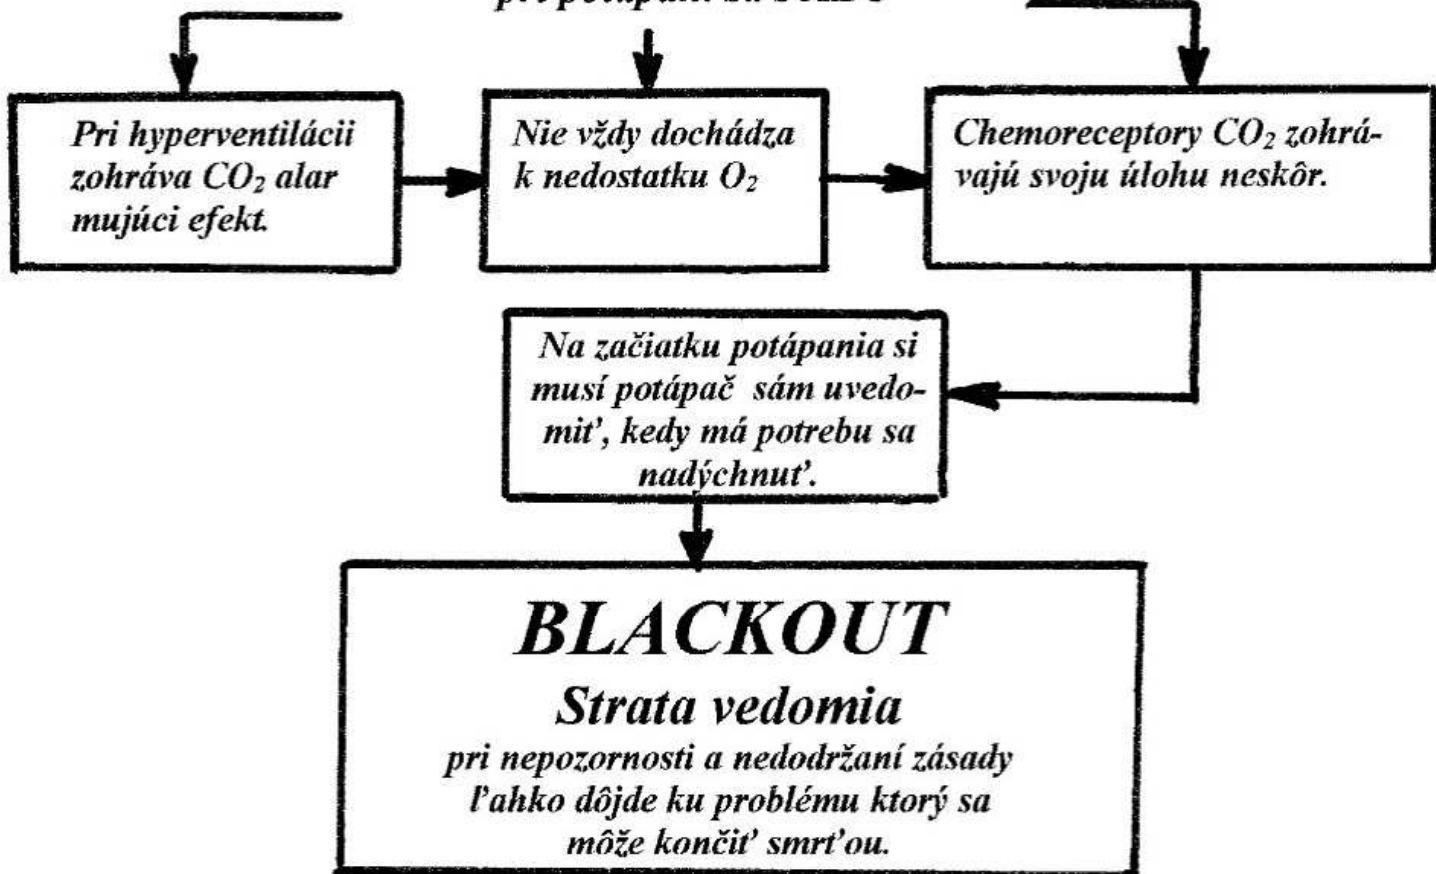 Pri hyperventilácii
zohráva CO₂ alar
mujúci efekt.
Nie vždy dochádza
k nedostatku O₂
Chemoreceptory CO₂ zohrá-
vajú svoju úlohu neskôr.
Na začiatku potápania si
musí potápač sám uvedo-
miť, kedy má potrebu sa
nadýchnuť.
BLACKOUT
Strata vedomia
pri nepozornosti a nedodržaní zásady
ľahko dôjde ku problému ktorý sa
môže končiť smrťou.